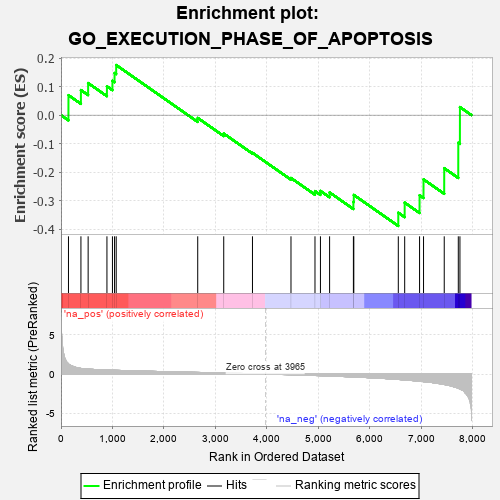 Enrichment plot:
GO_EXECUTION_PHASE_OF_APOPTOSIS
Enrichment score (ES)
0.2
0.1
0.0
-0.1
-0.2
-0.3
-0.4
'na_pos' (positively correlated)
Ranked list metric (PreRanked)
5
0
-5
Zero cross at 3965
'na_neg' (negatively correlated)
0 1,000 2,000 3,000 4,000 5,000 6,000 7,000 8,000
Rank in Ordered Dataset
Enrichment profile Hits Ranking metric scores